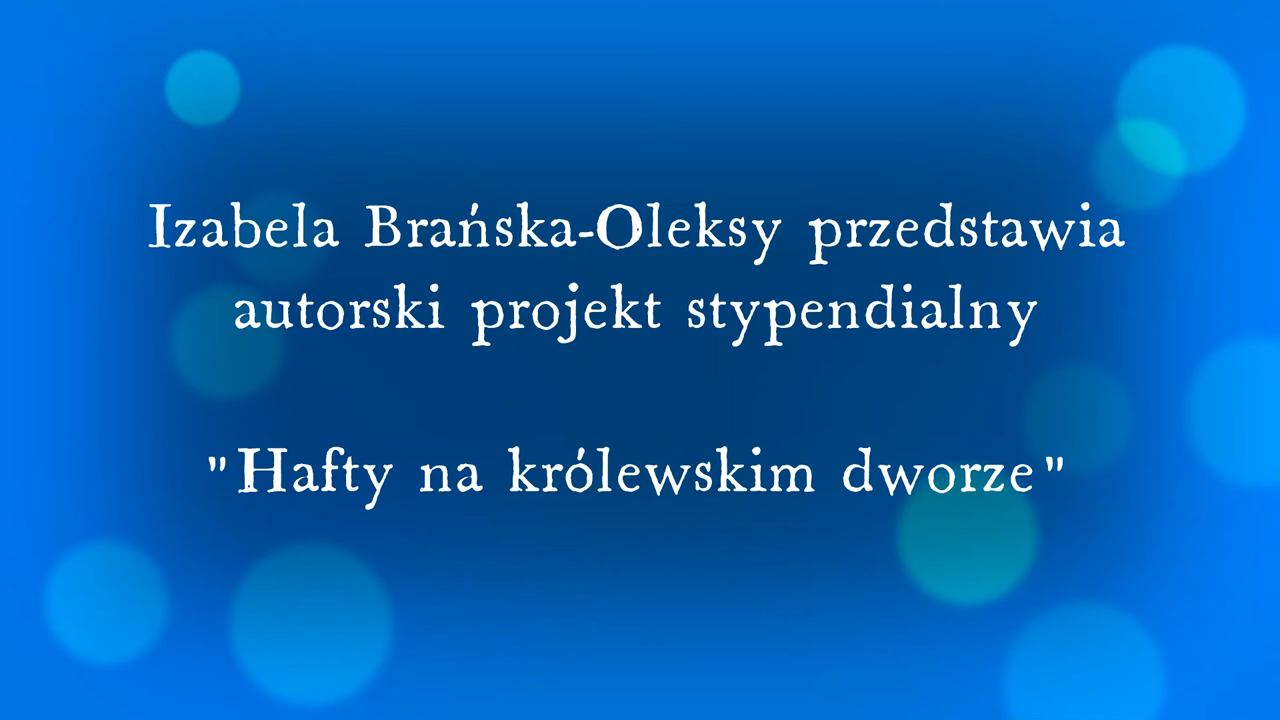 Izabela Brańska-Oleksy przedstawia
autorski projekt stypendialny
"Hafty na królewskim dworze"